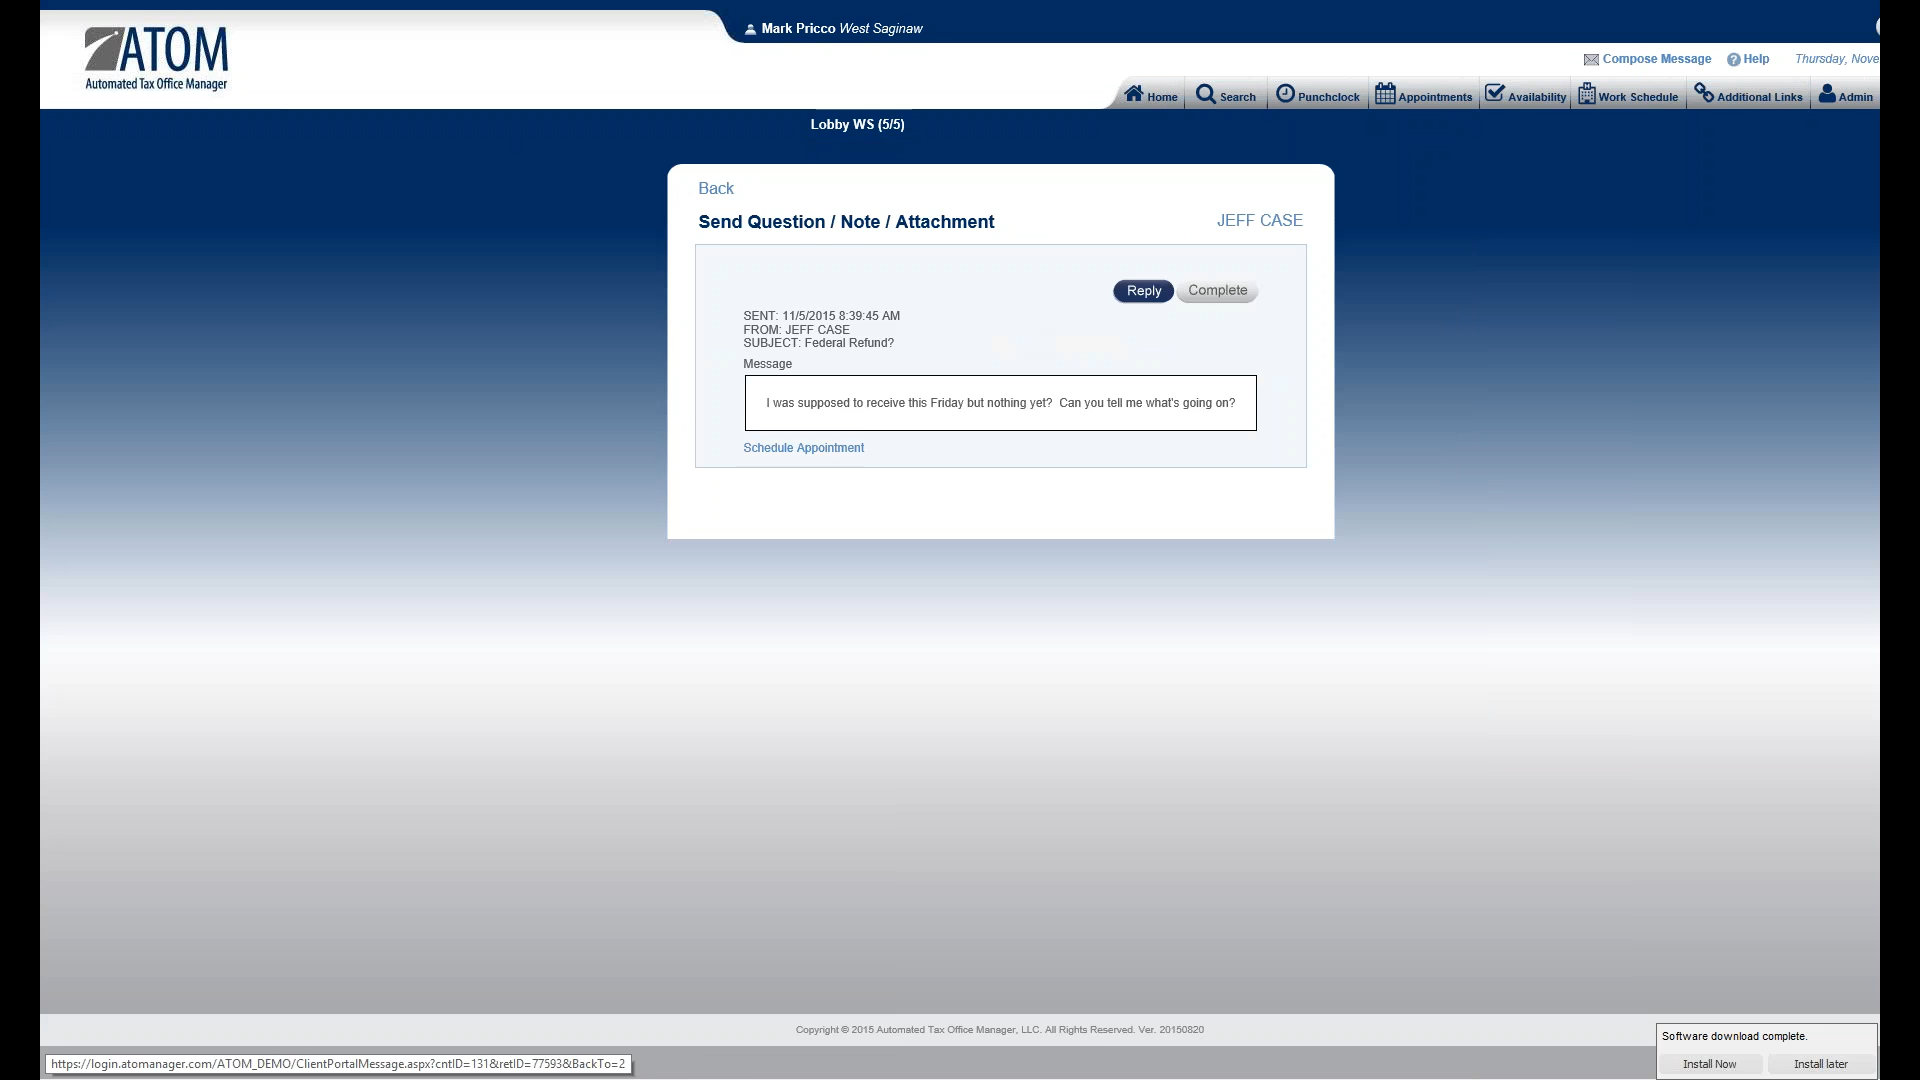 Mark Pricco West Saginaw
ATOM
Automated Tax Office Manager
Compose Message Help Thursday, Nove
Home Search Punchclock Appointments Availability Work Schedule Additional Links Admin
Lobby WS (5/5)
Back
Send Question / Note / Attachment JEFF CASE
Reply Complete
SENT: 11/5/2015 8:39:45 AM
FROM: JEFF CASE
SUBJECT: Federal Refund?
Message
I was supposed to receive this Friday but nothing yet?  Can you tell me what's going on?
Schedule Appointment
Copyright © 2015 Automated Tax Office Manager, LLC. All Rights Reserved. Ver. 20150820
Software download complete.
Install Now Install later
https://login.atomanager.com/ATOM_DEMO/ClientPortalMessage.aspx?cntID=131&retID=77593&BackTo=2